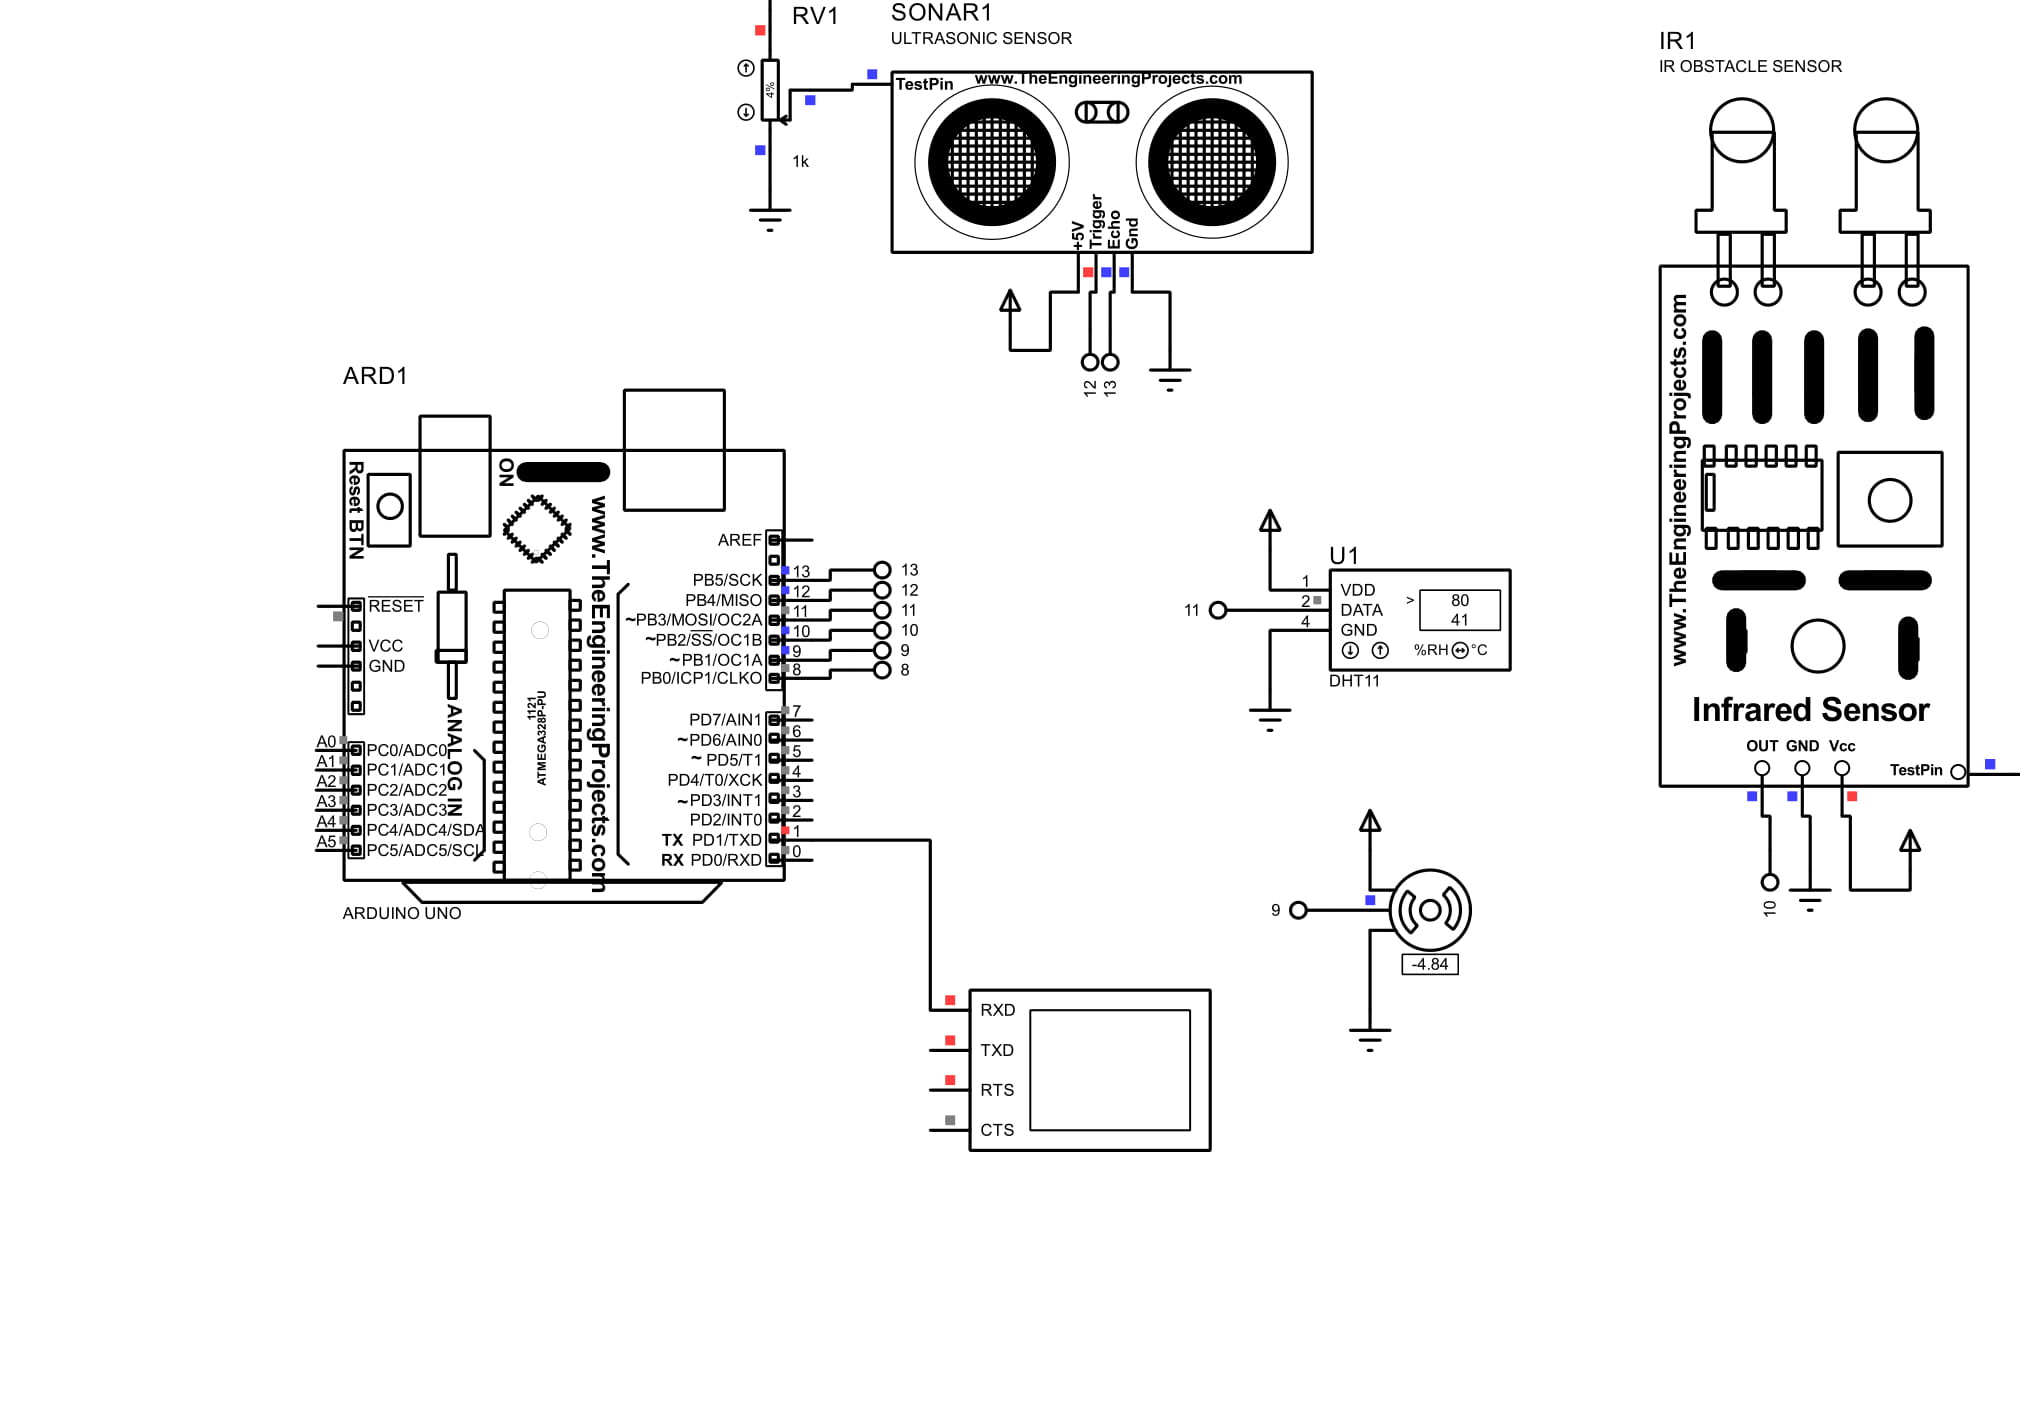 RV1
4%
1k
SONAR1
ULTRASONIC SENSOR
TestPin
www.TheEngineeringProjects.com
+5V
Trigger
Echo
Gnd
12
13
IR1
IR OBSTACLE SENSOR
www.TheEngineeringProjects.com
Infrared Sensor
OUT GND Vcc
TestPin
10
ARD1
Reset BTN
ON
www.TheEngineeringProjects.com
RESET
VCC
GND
ANALOG IN
1121
ATMEGA328P-PU
A0 PC0/ADC0
A1 PC1/ADC1
A2 PC2/ADC2
A3 PC3/ADC3
A4 PC4/ADC4/SDA
A5 PC5/ADC5/SCL
AREF
PB5/SCK 13 13
PB4/MISO 12 12
~PB3/MOSI/OC2A 11 11
~PB2/SS/OC1B 10 10
~PB1/OC1A 9 9
PB0/ICP1/CLKO 8 8
PD7/AIN1 7
~PD6/AIN0 6
~ PD5/T1 5
PD4/T0/XCK 4
~PD3/INT1 3
PD2/INT0 2
TX PD1/TXD 1
RX PD0/RXD 0
ARDUINO UNO
U1
1 VDD
11 2 DATA
4 GND
> 80
41
%RH °C
DHT11
9
-4.84
RXD
TXD
RTS
CTS